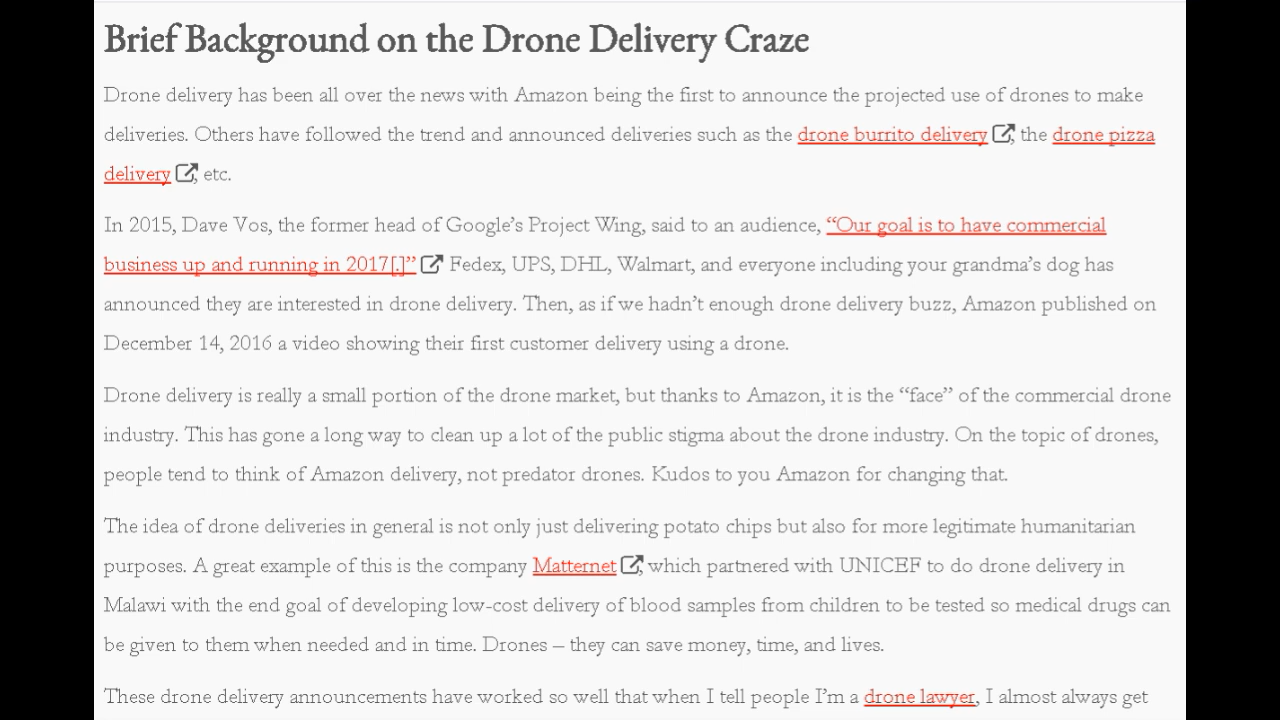 Brief Background on the Drone Delivery Craze
Drone delivery has been all over the news with Amazon being the first to announce the projected use of drones to make
deliveries. Others have followed the trend and announced deliveries such as the drone burrito delivery, the drone pizza
delivery, etc.
In 2015, Dave Vos, the former head of Google’s Project Wing, said to an audience, “Our goal is to have commercial
business up and running in 2017[.]” Fedex, UPS, DHL, Walmart, and everyone including your grandma’s dog has
announced they are interested in drone delivery. Then, as if we hadn’t enough drone delivery buzz, Amazon published on
December 14, 2016 a video showing their first customer delivery using a drone.
Drone delivery is really a small portion of the drone market, but thanks to Amazon, it is the “face” of the commercial drone
industry. This has gone a long way to clean up a lot of the public stigma about the drone industry. On the topic of drones,
people tend to think of Amazon delivery, not predator drones. Kudos to you Amazon for changing that.
The idea of drone deliveries in general is not only just delivering potato chips but also for more legitimate humanitarian
purposes. A great example of this is the company Matternet, which partnered with UNICEF to do drone delivery in
Malawi with the end goal of developing low-cost delivery of blood samples from children to be tested so medical drugs can
be given to them when needed and in time. Drones – they can save money, time, and lives.
These drone delivery announcements have worked so well that when I tell people I’m a drone lawyer, I almost always get